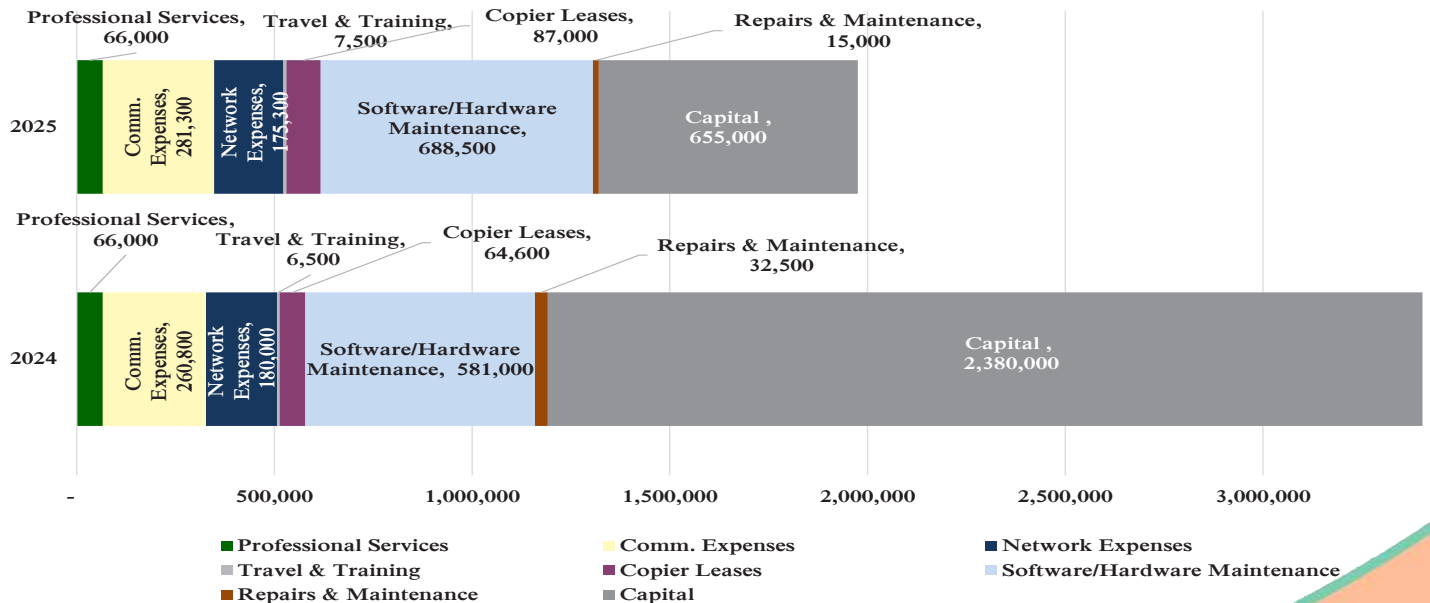 Professional Services,
66,000
Travel & Training,
7,500
Copier Leases,
87,000
Repairs & Maintenance,
15,000
2025
Comm.
Expenses,
281,300
Network
Expenses,
175,300
Software/Hardware
Maintenance,
688,500
Capital ,
655,000
Professional Services,
66,000
Travel & Training,
6,500
Copier Leases,
64,600
Repairs & Maintenance,
32,500
2024
Comm.
Expenses,
260,800
Network
Expenses,
180,000
Software/Hardware
Maintenance, 581,000
Capital ,
2,380,000
- 500,000 1,000,000 1,500,000 2,000,000 2,500,000 3,000,000
Professional Services Comm. Expenses Network Expenses
Travel & Training Copier Leases Software/Hardware Maintenance
Repairs & Maintenance Capital